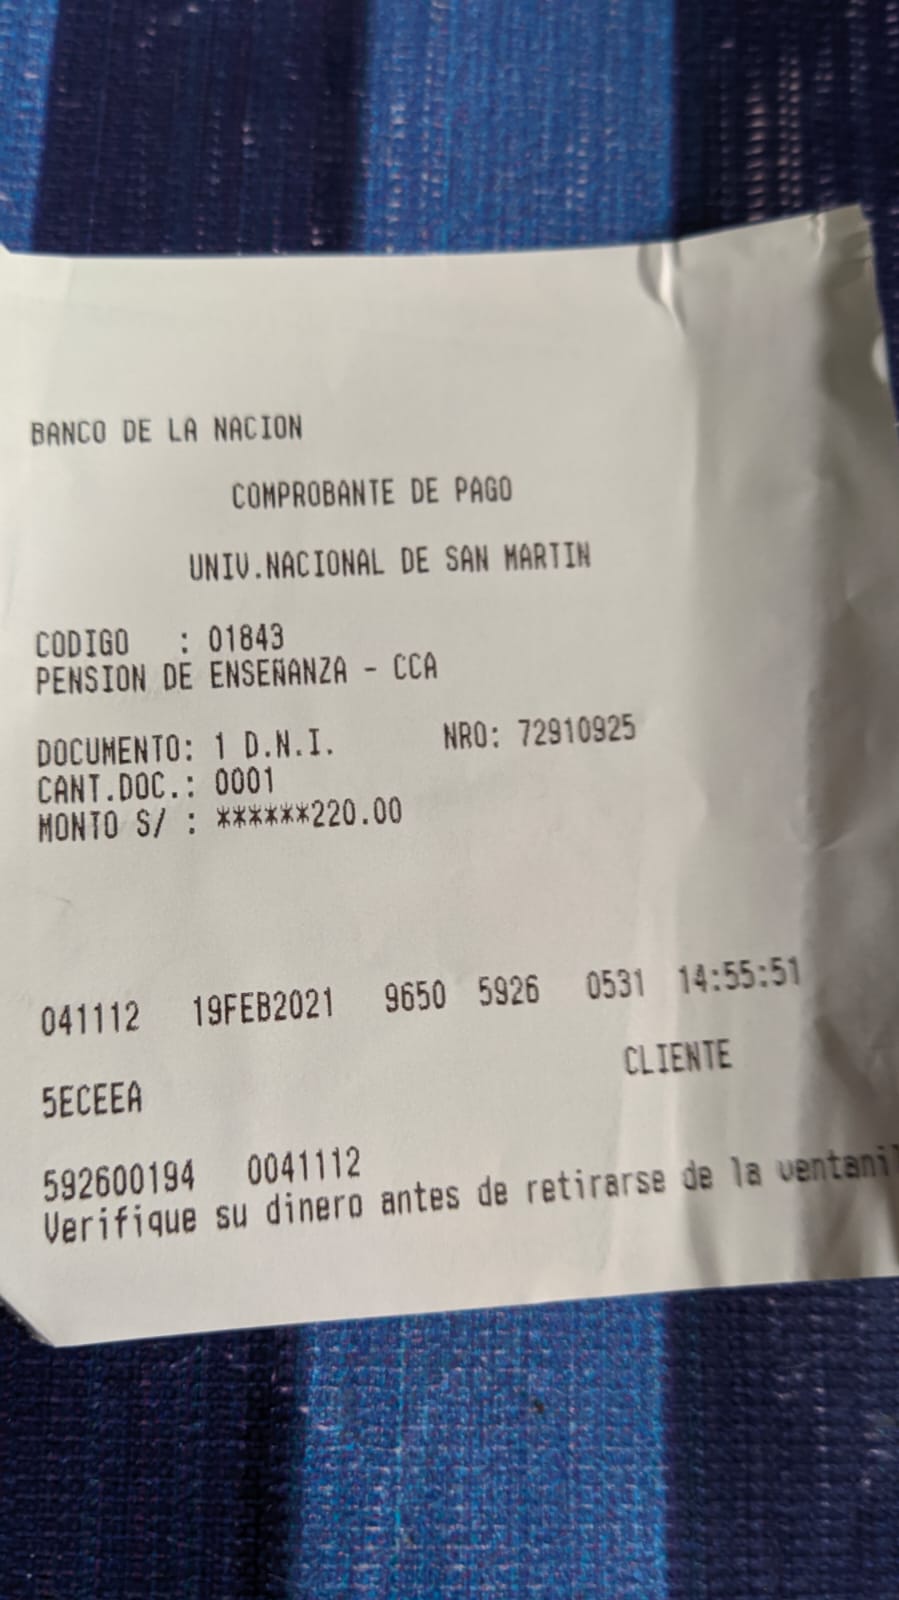 BANCO DE LA NACION
COMPROBANTE DE PAGO
UNIV.NACIONAL DE SAN MARTIN
CODIGO : 01843
PENSION DE ENSEÑANZA - CCA
DOCUMENTO: 1 D.N.I. NRO: 72910925
CANT.DOC.: 0001
MONTO S/ : ******220.00
041112 19FEB2021 9650 5926 0531 14:55:51
CLIENTE
5ECEEA
592600194 0041112
Verifique su dinero antes de retirarse de la ventanil